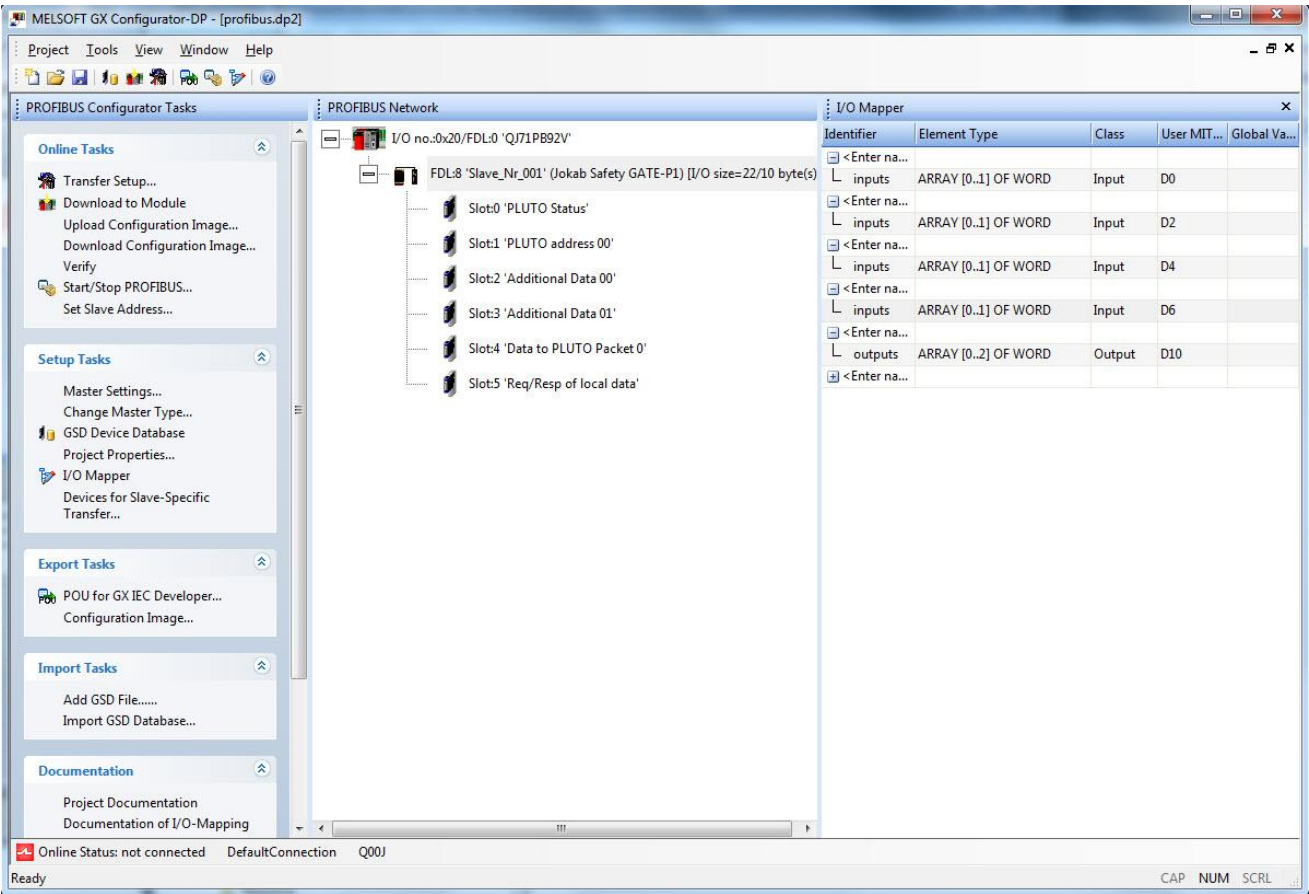 MELSOFT GX Configurator-DP - [profibus.dp2]
Project Tools View Window Help
PROFIBUS Configurator Tasks
Online Tasks
Transfer Setup...
Download to Module
Upload Configuration Image...
Download Configuration Image...
Verify
Start/Stop PROFIBUS...
Set Slave Address...
Setup Tasks
Master Settings...
Change Master Type...
GSD Device Database
Project Properties...
I/O Mapper
Devices for Slave-Specific
Transfer...
Export Tasks
POU for GX IEC Developer...
Configuration Image...
Import Tasks
Add GSD File......
Import GSD Database...
Documentation
Project Documentation
Documentation of I/O-Mapping
PROFIBUS Network
I/O no.:0x20/FDL:0 'QJ71PB92V'
FDL:8 'Slave_Nr_001' (Jokab Safety GATE-P1) [I/O size=22/10 byte(s)
Slot:0 'PLUTO Status'
Slot:1 'PLUTO address 00'
Slot:2 'Additional Data 00'
Slot:3 'Additional Data 01'
Slot:4 'Data to PLUTO Packet 0'
Slot:5 'Req/Resp of local data'
I/O Mapper
Identifier Element Type Class User MIT... Global Va...
<Enter na...
inputs ARRAY [0..1] OF WORD Input D0
<Enter na...
inputs ARRAY [0..1] OF WORD Input D2
<Enter na...
inputs ARRAY [0..1] OF WORD Input D4
<Enter na...
inputs ARRAY [0..1] OF WORD Input D6
<Enter na...
outputs ARRAY [0..2] OF WORD Output D10
<Enter na...
Online Status: not connected DefaultConnection Q00J
Ready CAP NUM SCRL